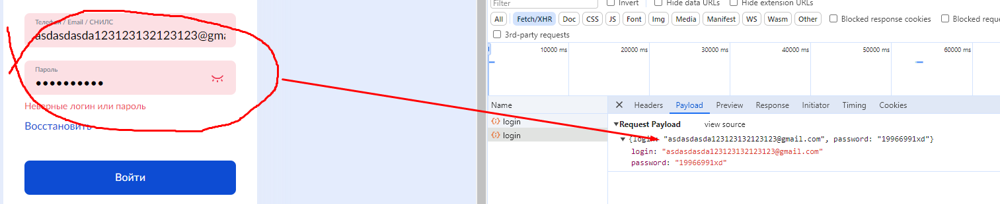 Телефон / Email / СНИЛС
asdasdasda123123132123123@gma
Пароль
Неверные логин или пароль
Восстановить
Войти
Filter
Invert
Hide data URLs
Hide extension URLs
All Fetch/XHR Doc CSS JS Font Img Media Manifest WS Wasm Other
Blocked response cookies
Blocked reque
3rd-party requests
10000 ms 20000 ms 30000 ms 40000 ms 50000 ms 60000 ms
Name
login
login
Headers Payload Preview Response Initiator Timing Cookies
Request Payload view source
{login: "asdasdasda123123132123123@gmail.com", password: "19966991xd"}
login: "asdasdasda123123132123123@gmail.com"
password: "19966991xd"